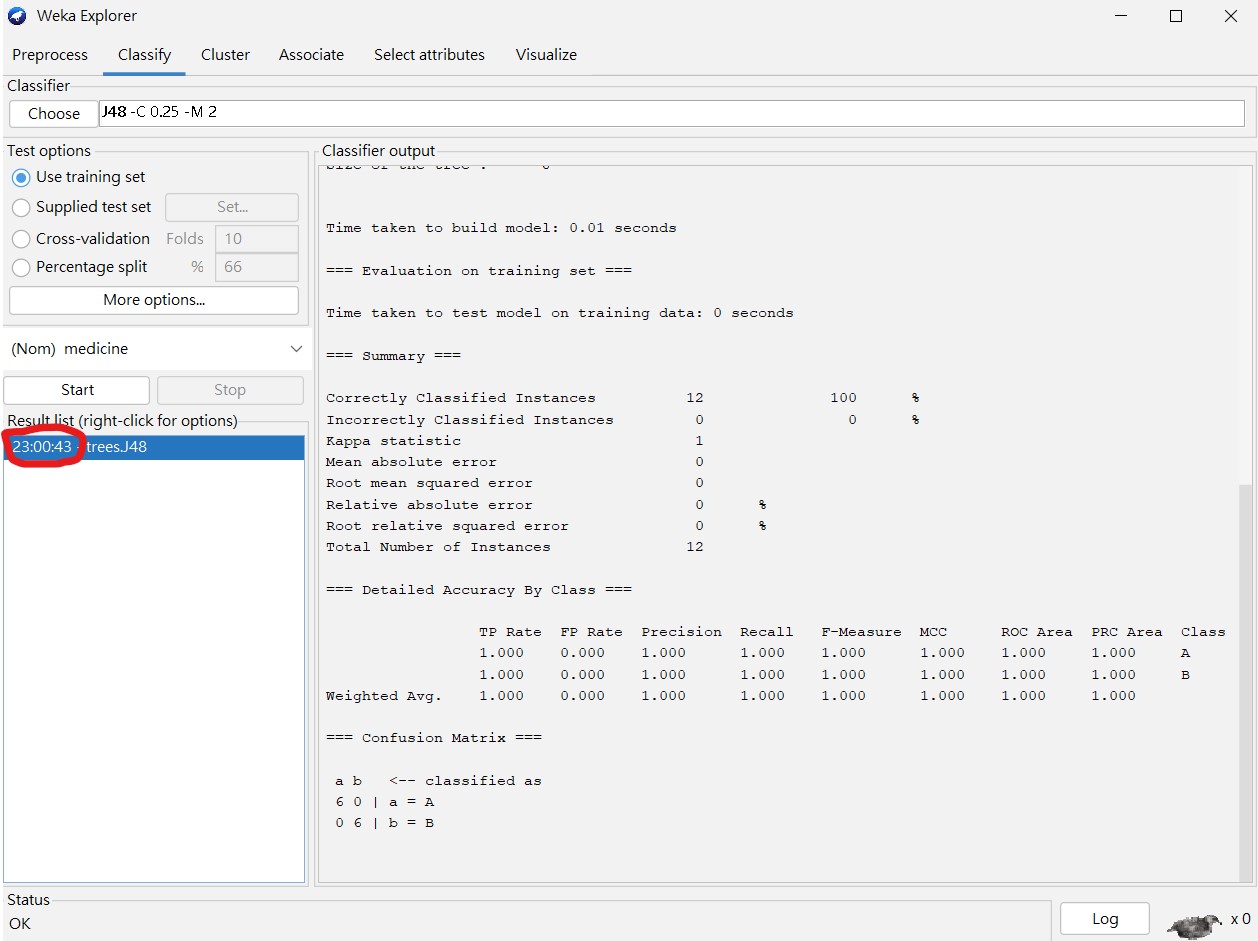 Weka Explorer
Preprocess Classify Cluster Associate Select attributes Visualize
Classifier
Choose J48 -C 0.25 -M 2
Test options
Use training set
Supplied test set Set...
Cross-validation Folds 10
Percentage split % 66
More options...
(Nom) medicine
Start Stop
Result list (right-click for options)
23:00:43 - trees.J48
Classifier output
Size of the tree :
Time taken to build model: 0.01 seconds
=== Evaluation on training set ===
Time taken to test model on training data: 0 seconds
=== Summary ===
Correctly Classified Instances 12 100 %
Incorrectly Classified Instances 0 0 %
Kappa statistic 1
Mean absolute error 0
Root mean squared error 0
Relative absolute error 0 %
Root relative squared error 0 %
Total Number of Instances 12
=== Detailed Accuracy By Class ===
TP Rate FP Rate Precision Recall F-Measure MCC ROC Area PRC Area Class
1.000 0.000 1.000 1.000 1.000 1.000 1.000 1.000 A
1.000 0.000 1.000 1.000 1.000 1.000 1.000 1.000 B
Weighted Avg. 1.000 0.000 1.000 1.000 1.000 1.000 1.000 1.000
=== Confusion Matrix ===
a b <-- classified as
6 0 | a = A
0 6 | b = B
Status
OK
Log x 0